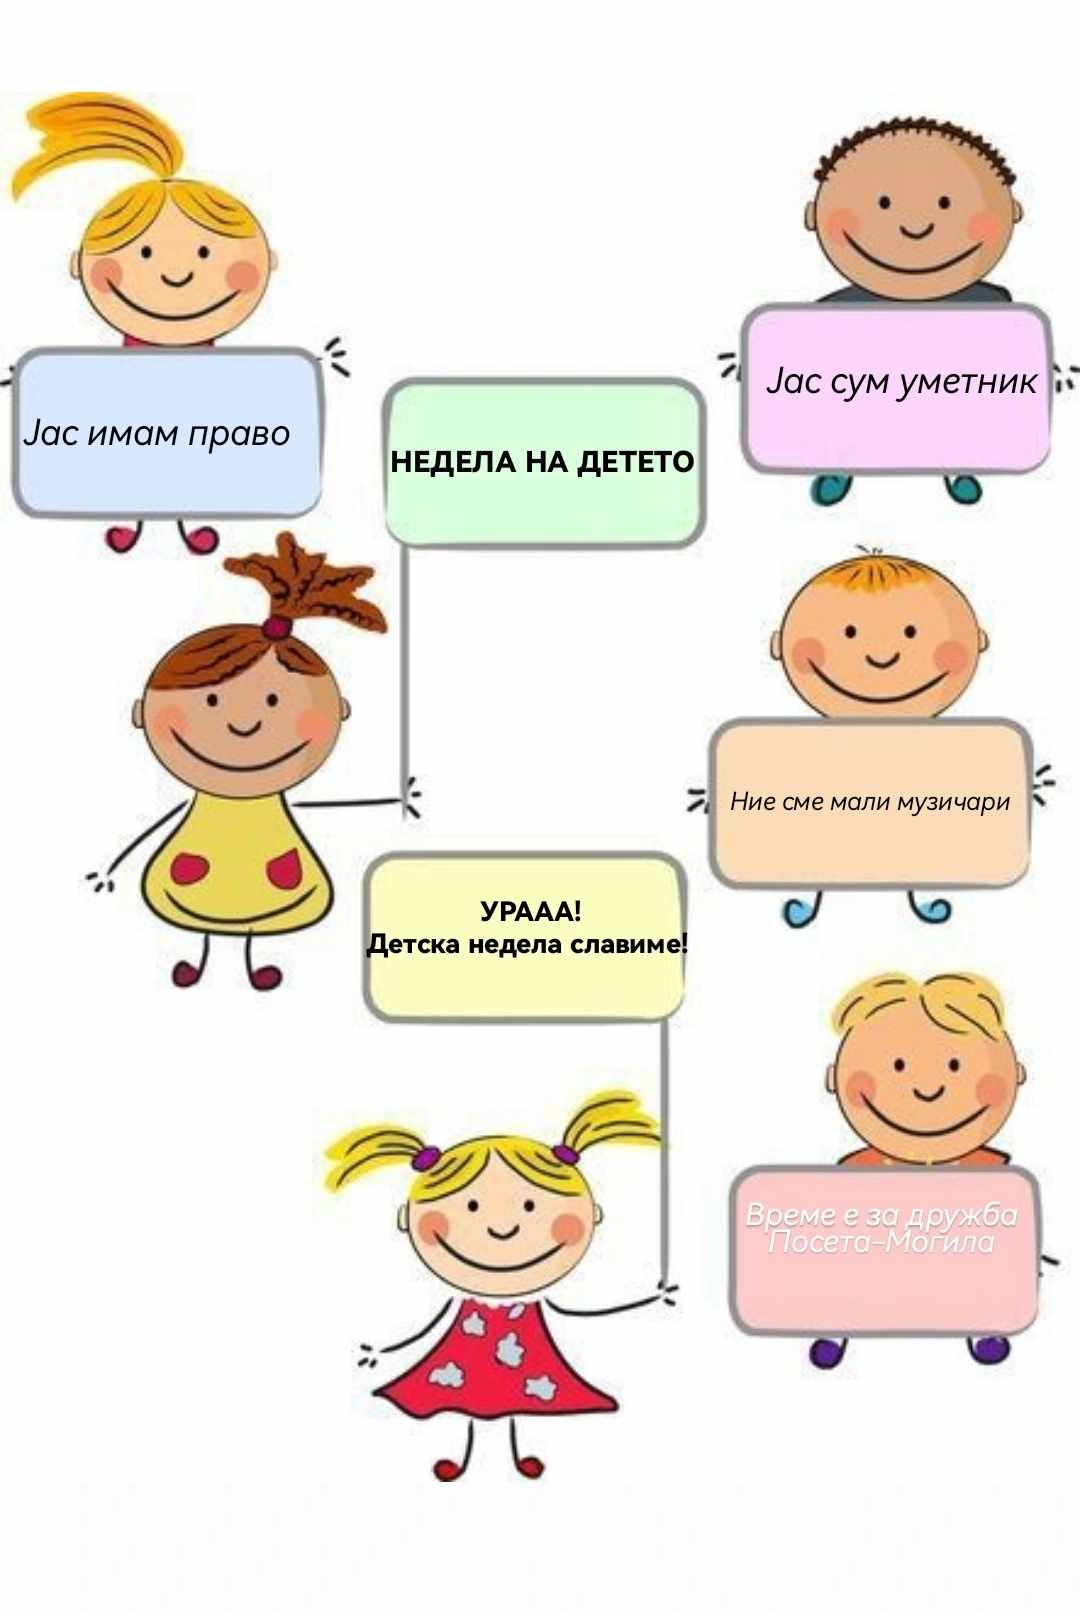 Јас имам право
НЕДЕЛА НА ДЕТЕТО
Јас сум уметник
Ние сме мали музичари
УРААА!
Детска недела славиме!
Време е за дружба
Посета-Могила